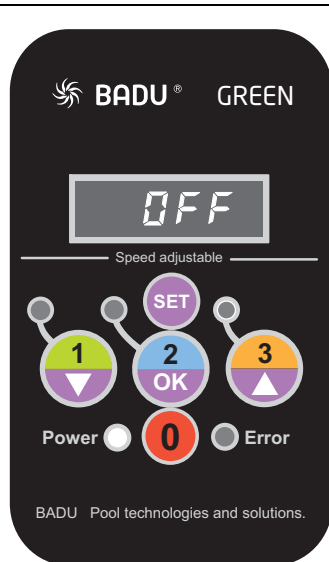 BADU® GREEN
OFF
Speed adjustable
SET
1 2 3
OK
Power 0 Error
BADU Pool technologies and solutions.